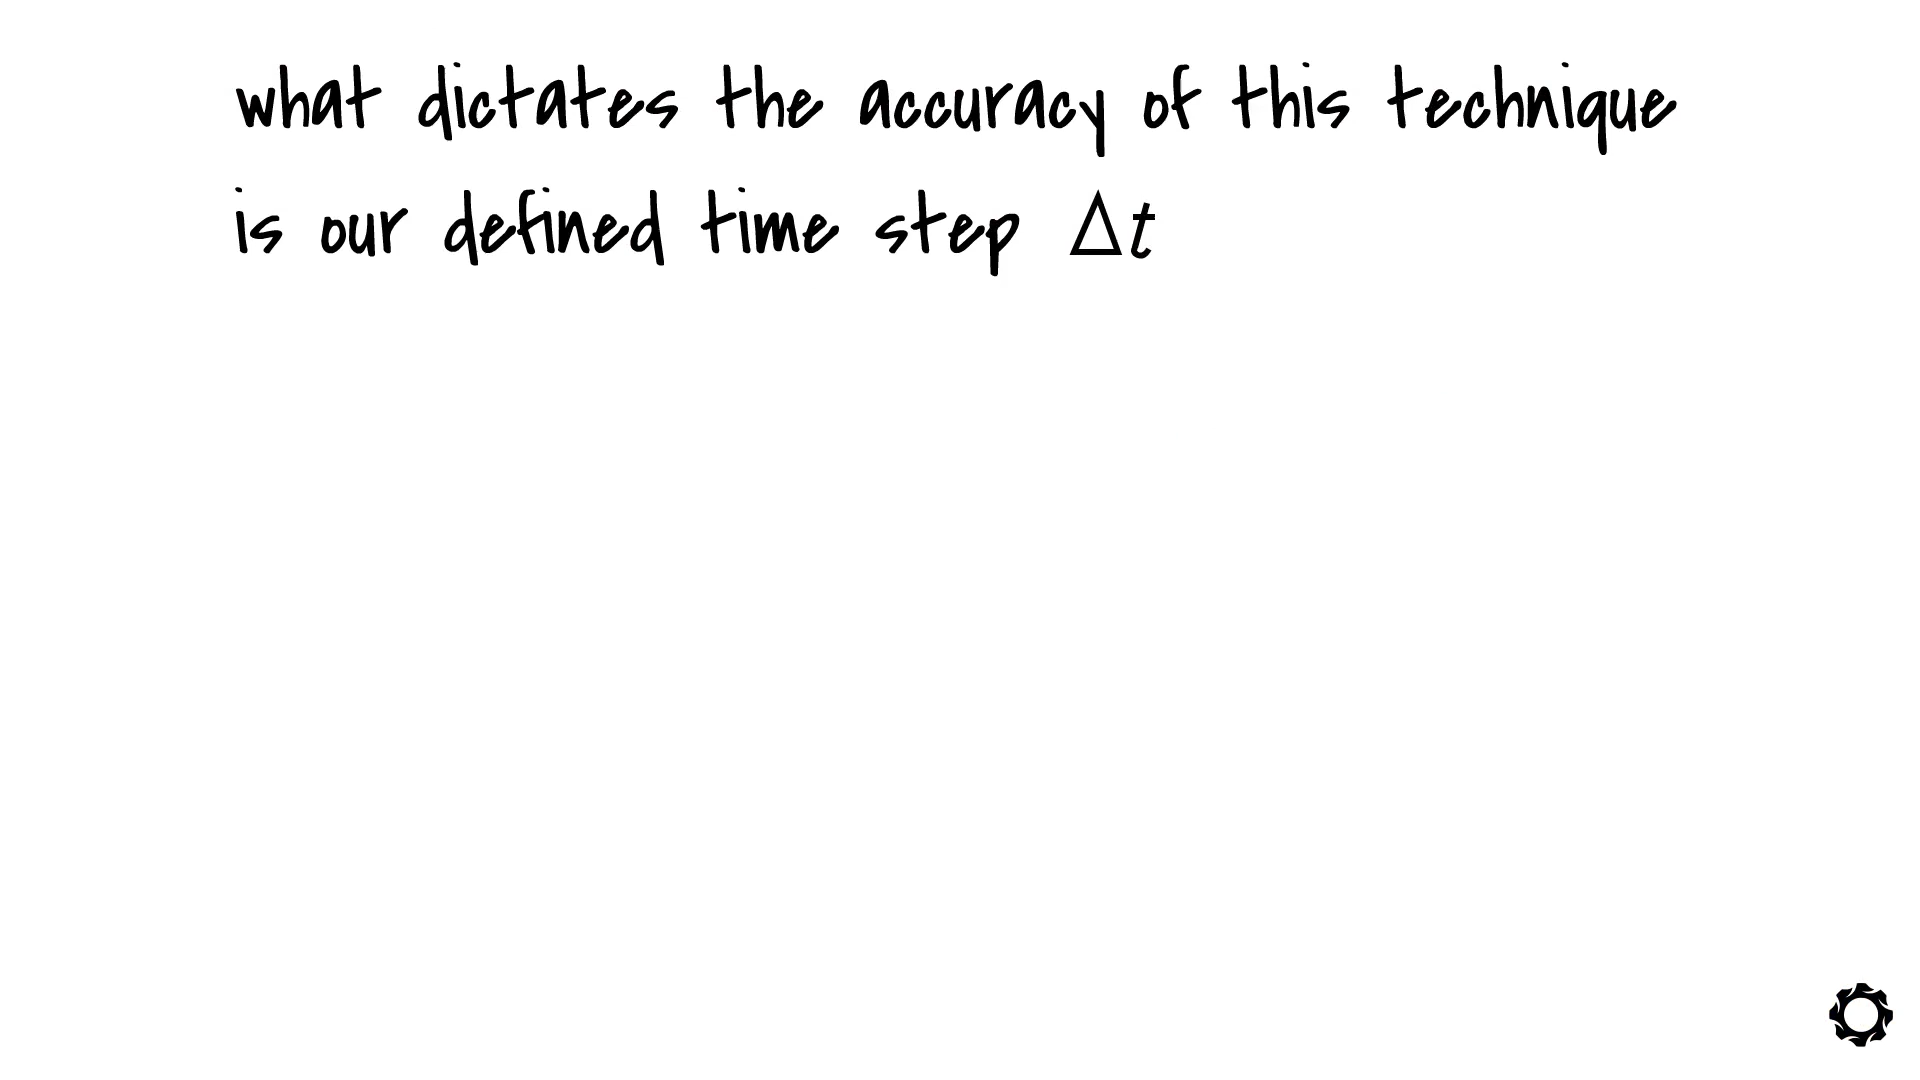 what dictates the accuracy of this technique
is our defined time step Δt